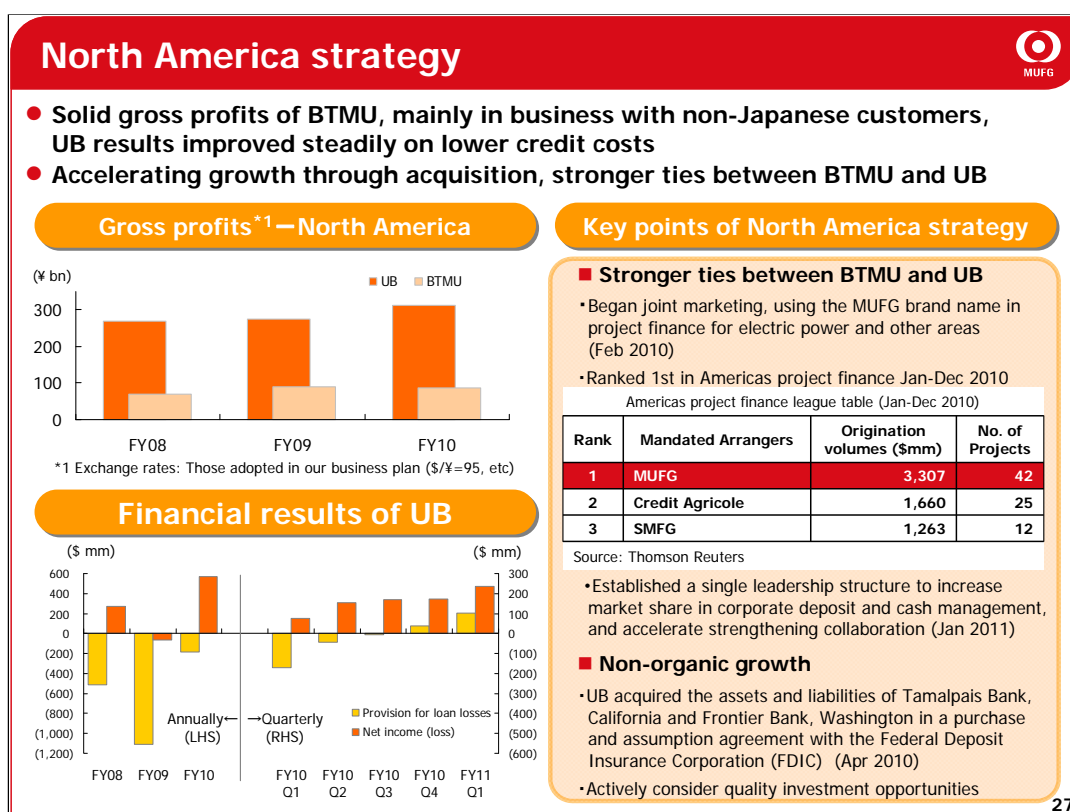 North America strategy
MUFG
● Solid gross profits of BTMU, mainly in business with non-Japanese customers,
UB results improved steadily on lower credit costs
● Accelerating growth through acquisition, stronger ties between BTMU and UB
Gross profits*1ーNorth America
(¥ bn)
■ UB ■ BTMU
300
200
100
0
FY08 FY09 FY10
*1 Exchange rates: Those adopted in our business plan ($/¥=95, etc)
Financial results of UB
($ mm) ($ mm)
600 300
400 200
200 100
0 0
(200) (100)
(400) (200)
(600) (300)
(800) (400)
(1,000) (500)
(1,200) (600)
Annually← →Quarterly
(LHS) (RHS)
■ Provision for loan losses
■ Net income (loss)
FY08 FY09 FY10 FY10 FY10 FY10 FY10 FY11
Q1 Q2 Q3 Q4 Q1
Key points of North America strategy
■ Stronger ties between BTMU and UB
・Began joint marketing, using the MUFG brand name in
project finance for electric power and other areas
(Feb 2010)
・Ranked 1st in Americas project finance Jan-Dec 2010
Americas project finance league table (Jan-Dec 2010)
Rank Mandated Arrangers Origination volumes ($mm) No. of Projects
1 MUFG 3,307 42
2 Credit Agricole 1,660 25
3 SMFG 1,263 12
Source: Thomson Reuters
•Established a single leadership structure to increase
market share in corporate deposit and cash management,
and accelerate strengthening collaboration (Jan 2011)
■ Non-organic growth
・UB acquired the assets and liabilities of Tamalpais Bank,
California and Frontier Bank, Washington in a purchase
and assumption agreement with the Federal Deposit
Insurance Corporation (FDIC) (Apr 2010)
・Actively consider quality investment opportunities
27